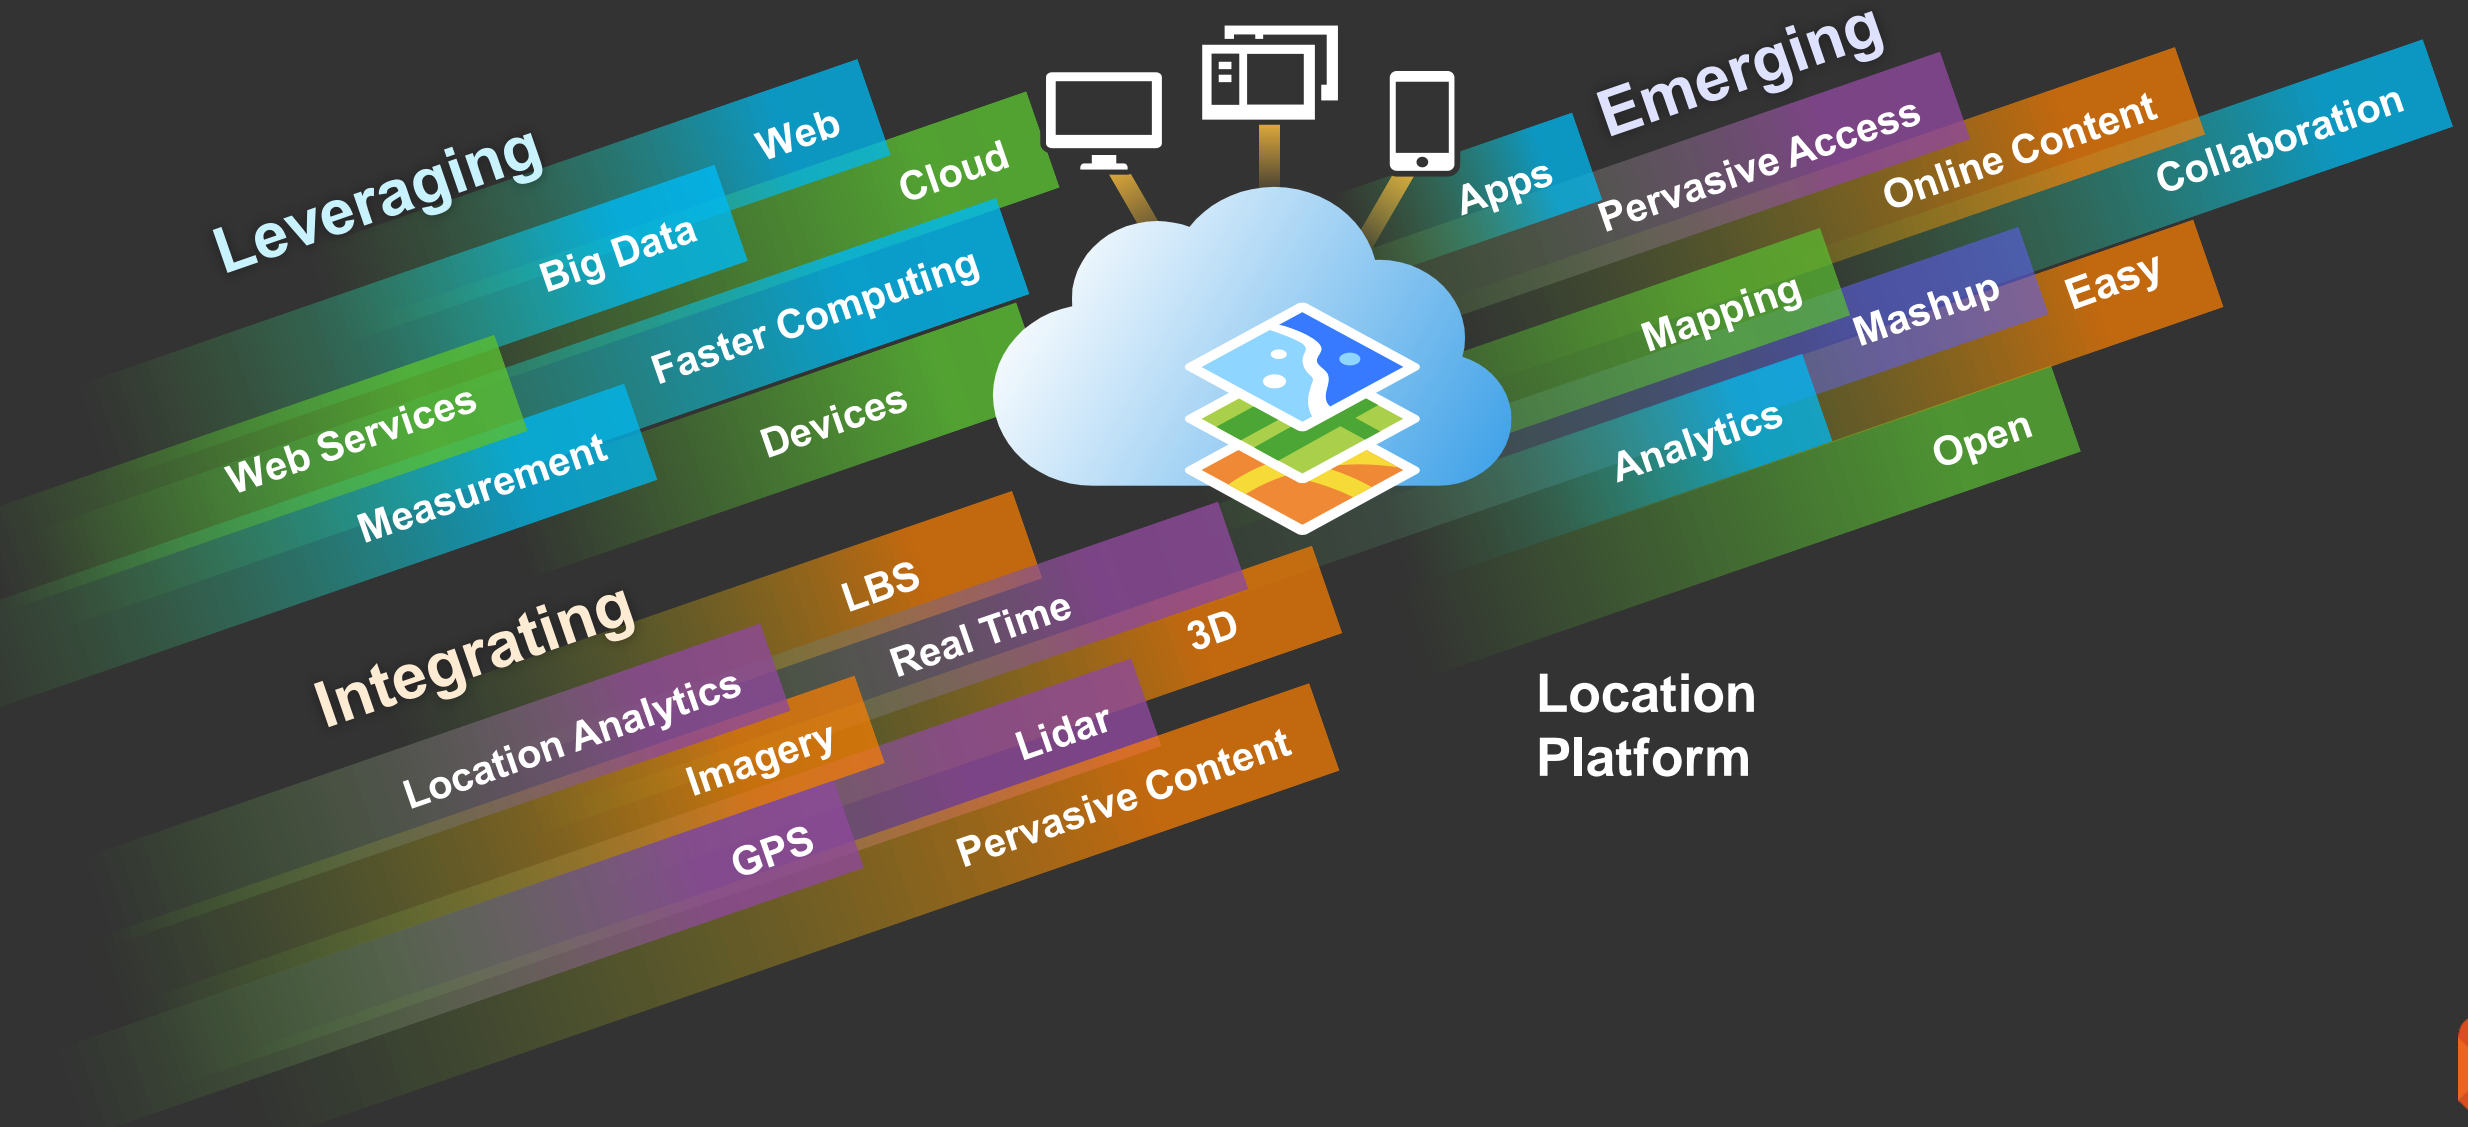 Leveraging
Web
Cloud
Big Data
Faster Computing
Web Services
Measurement
Devices
Emerging
Apps
Pervasive Access
Online Content
Collaboration
Mapping
Mashup
Easy
Analytics
Open
Integrating
LBS
Real Time
3D
Location Analytics
Imagery
Lidar
GPS
Pervasive Content
Location
Platform